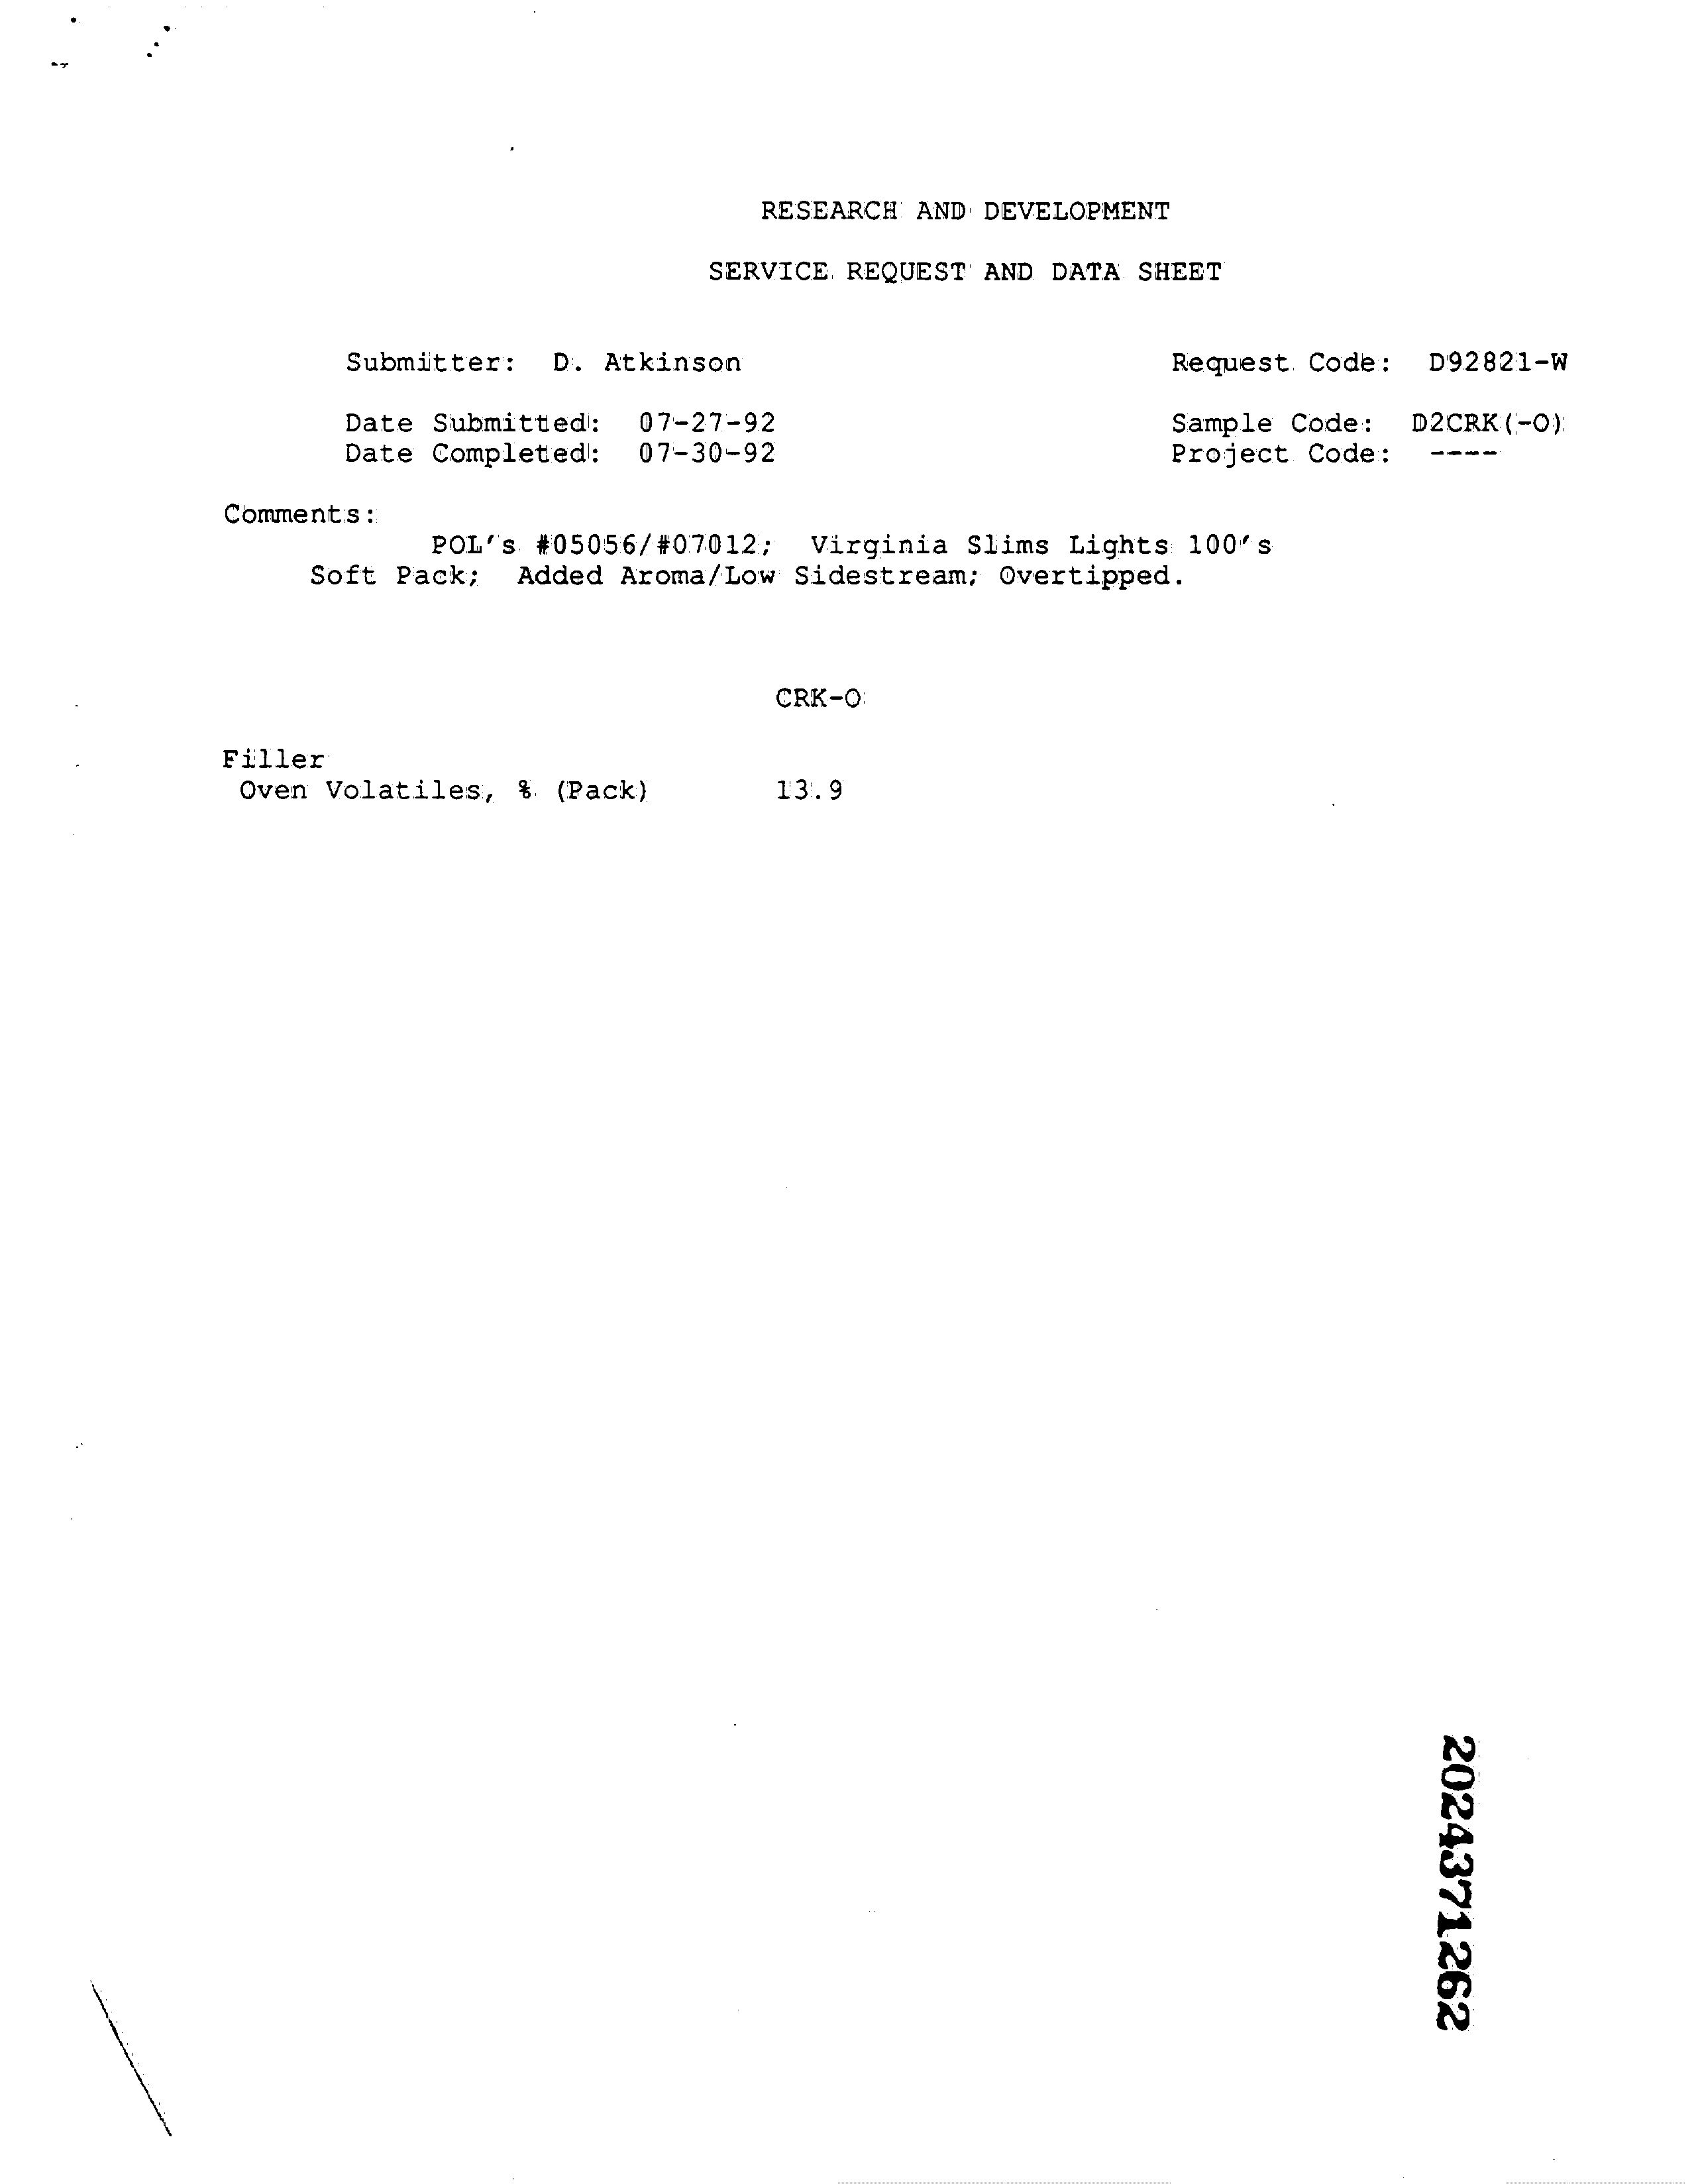 RESEARCH AND DEVELOPMENT
SERVICE REQUEST AND DATA SHEET
Submitter: D. Atkinson Request Code: D92821-W
Date Submitted: 07-27-92 Sample Code: D2CRK(-O)
Date Completed: 07-30-92 Project Code: ----
Comments:
POL's #05056/#07012; Virginia Slims Lights 100's
Soft Pack; Added Aroma/Low Sidestream; Overtipped.
CRK-O
Filler
Oven Volatiles, % (Pack) 13.9
2024371262